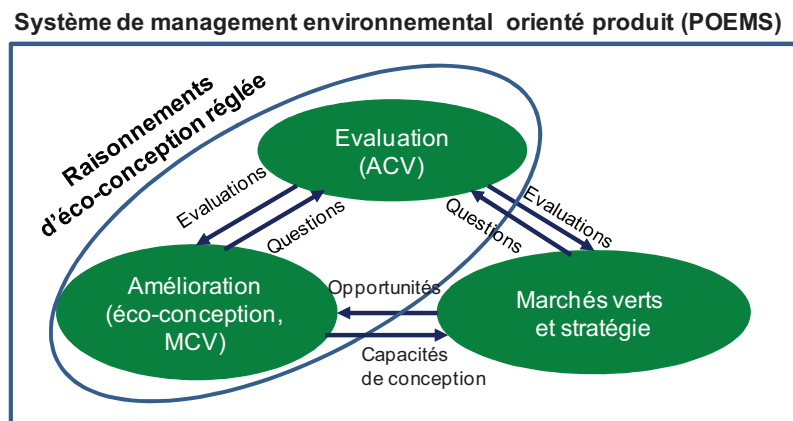 Système de management environnemental orienté produit (POEMS)
Raisonnements
d'éco-conception réglée
Evaluation
(ACV)
Evaluations
Questions
Evaluations
Questions
Amélioration
(éco-conception,
MCV)
Opportunités
Capacités
de conception
Marchés verts
et stratégie